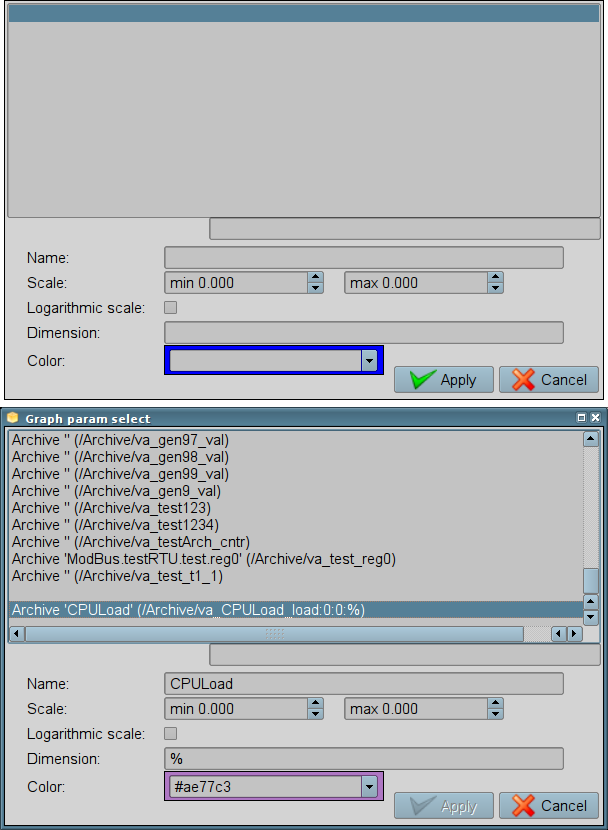 Name:
Scale: min 0.000 max 0.000
Logarithmic scale:
Dimension:
Color:
Apply Cancel
Graph param select
Archive '' (//Archive/va_gen97_val)
Archive '' (//Archive/va_gen98_val)
Archive '' (//Archive/va_gen99_val)
Archive '' (//Archive/va_gen9_val)
Archive '' (//Archive/va_test123)
Archive '' (//Archive/va_test1234)
Archive '' (//Archive/va_testArch_cntr)
Archive 'ModBus.testRTU.test.reg0' (//Archive/va_test_reg0)
Archive '' (//Archive/va_test_t1_1)
Archive 'CPULoad' (//Archive/va_CPULoad_load:0:0:%)
Name: CPULoad
Scale: min 0.000 max 0.000
Logarithmic scale:
Dimension: %
Color: #ae77c3
Apply Cancel